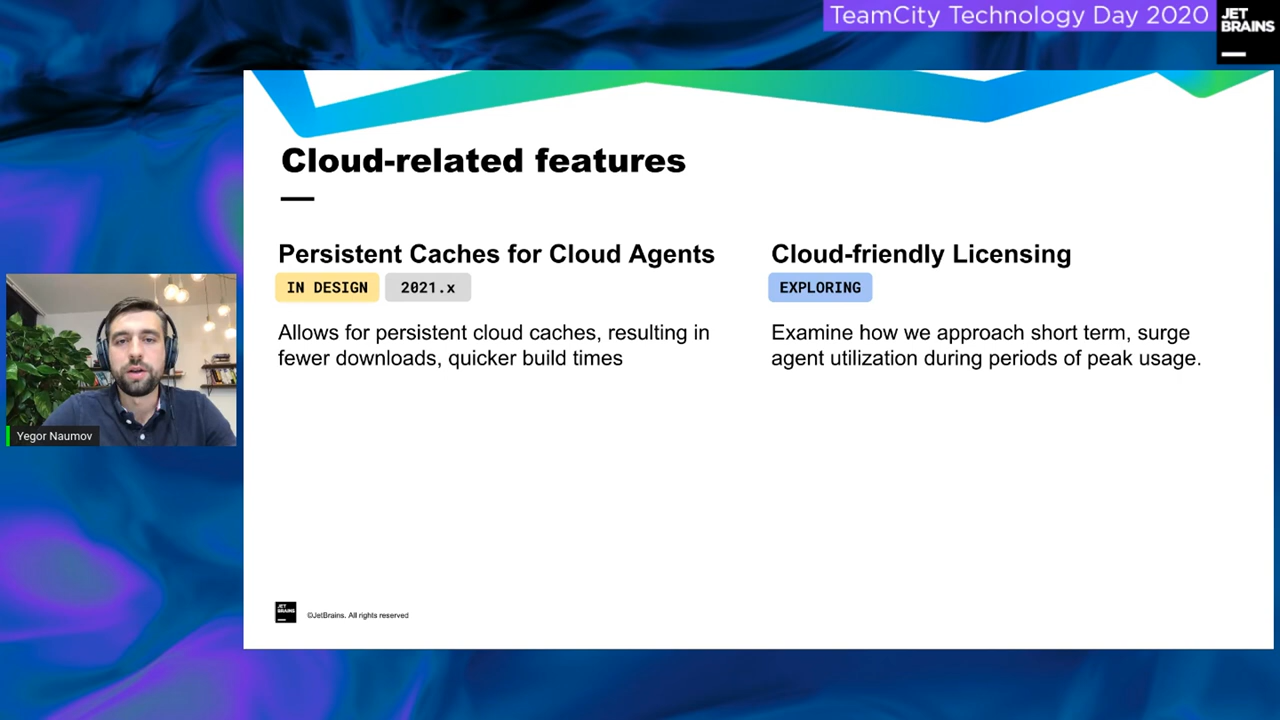 TeamCity Technology Day 2020
JET
BRAINS
Cloud-related features
Persistent Caches for Cloud Agents
IN DESIGN 2021.x
Allows for persistent cloud caches, resulting in
fewer downloads, quicker build times
Cloud-friendly Licensing
EXPLORING
Examine how we approach short term, surge
agent utilization during periods of peak usage.
Yegor Naumov
JET
BRAINS
©JetBrains. All rights reserved